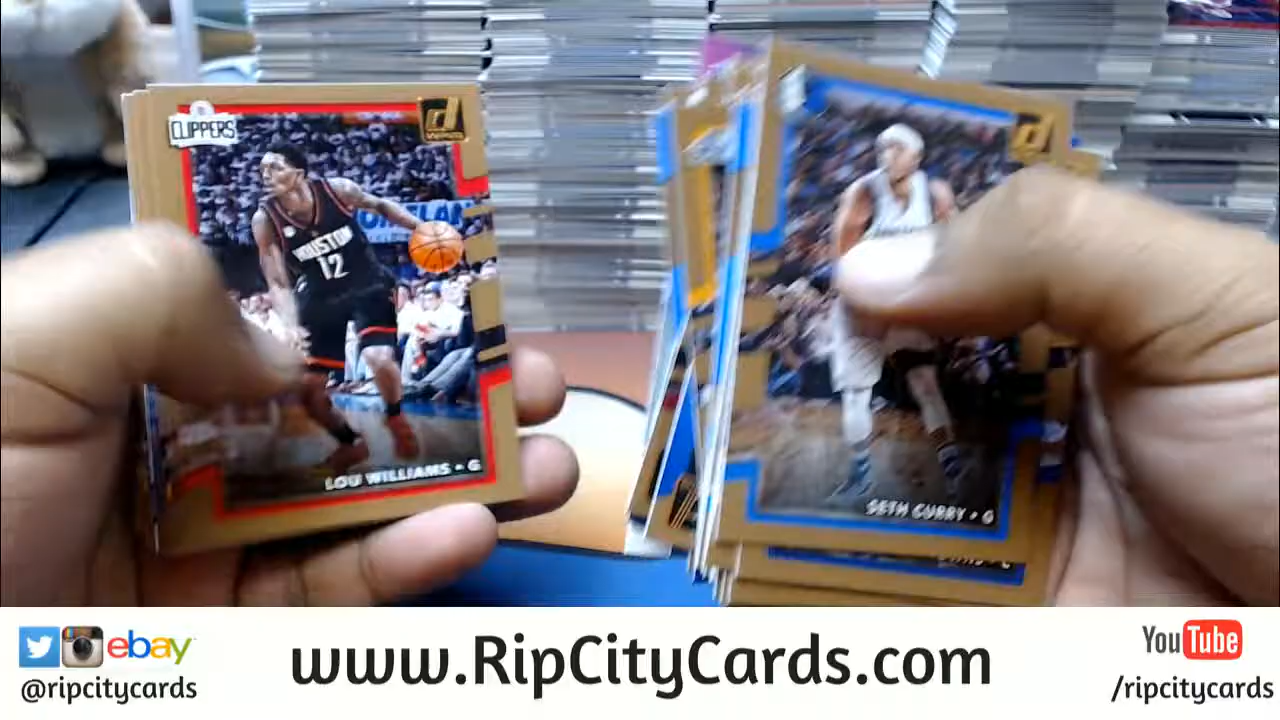 CLIPPERS
d
HOUSTON
12
LOU WILLIAMS • G
d
SETH CURRY • G
ebay
@ripcitycards
www.RipCityCards.com
YouTube
/ripcitycards